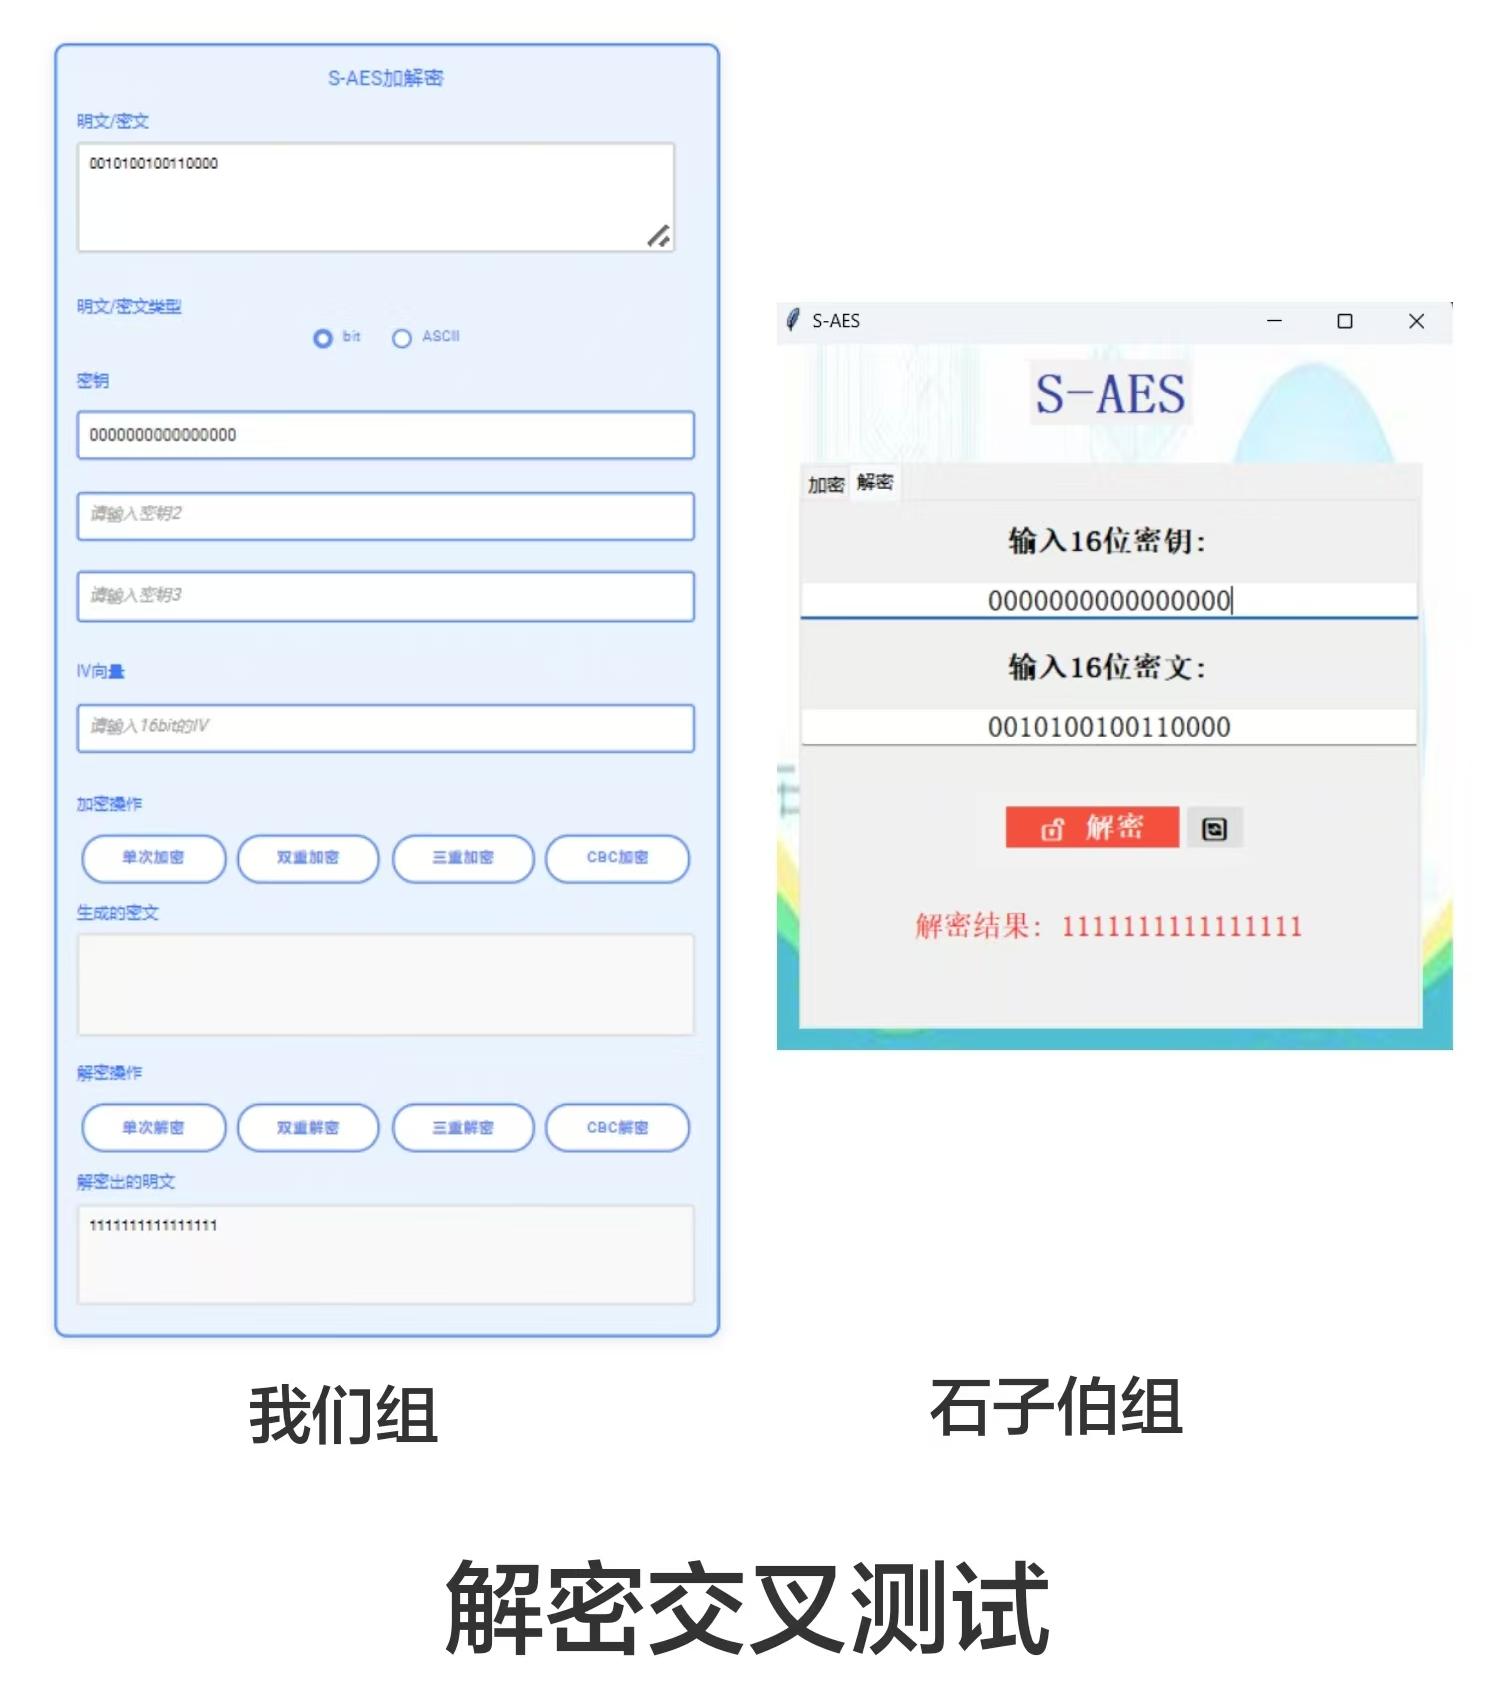 S-AES加解密
明文/密文
0010100100110000
明文/密文类型
bit ASCII
密钥
0000000000000000
请输入密钥2
请输入密钥3
IV向量
请输入16bit的IV
加密操作
单次加密 双重加密 三重加密 CBC加密
生成的密文
解密操作
单次解密 双重解密 三重解密 CBC解密
解密出的明文
1111111111111111
我们组
S-AES
S-AES
加密 解密
输入16位密钥:
0000000000000000
输入16位密文:
0010100100110000
解密
解密结果: 1111111111111111
石子伯组
解密交叉测试